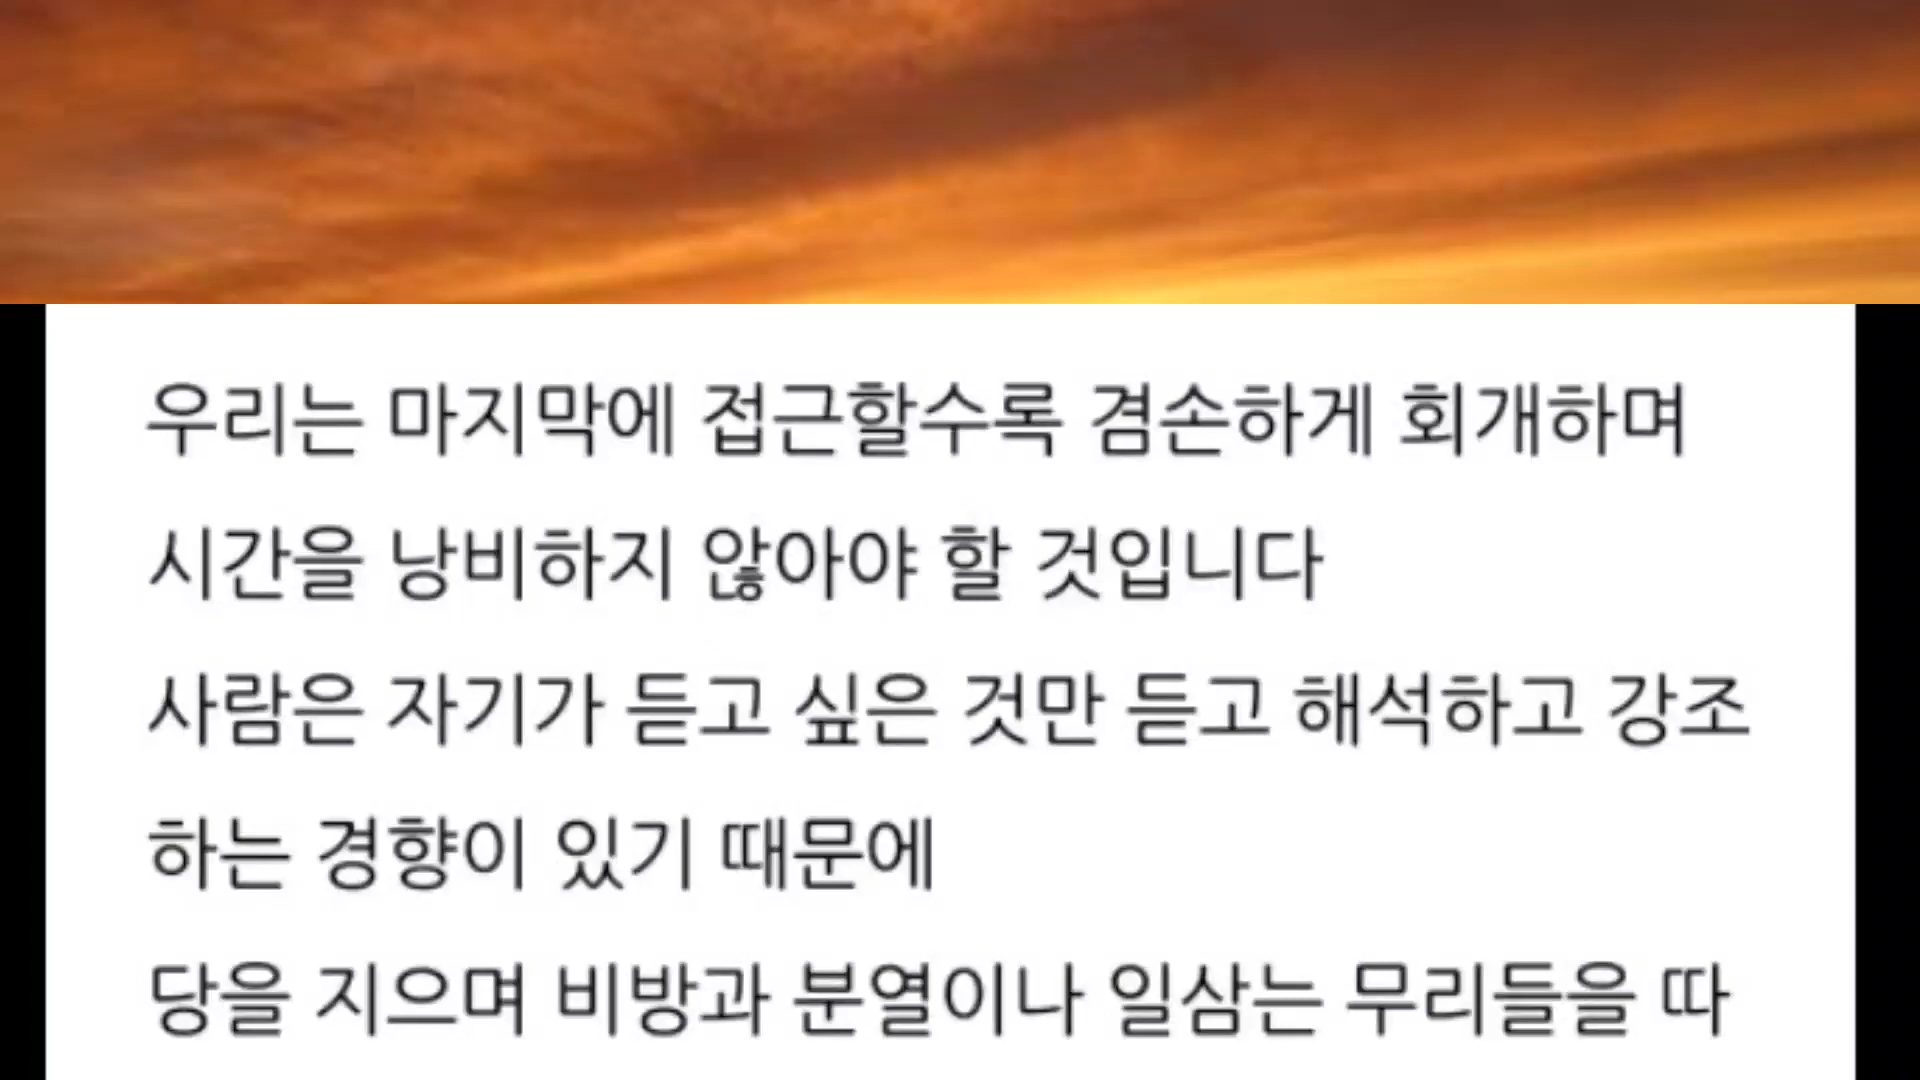 우리는 마지막에 접근할수록 겸손하게 회개하며
시간을 낭비하지 않아야 할 것입니다
사람은 자기가 듣고 싶은 것만 듣고 해석하고 강조
하는 경향이 있기 때문에
당을 지으며 비방과 분열이나 일삼는 무리들을 따